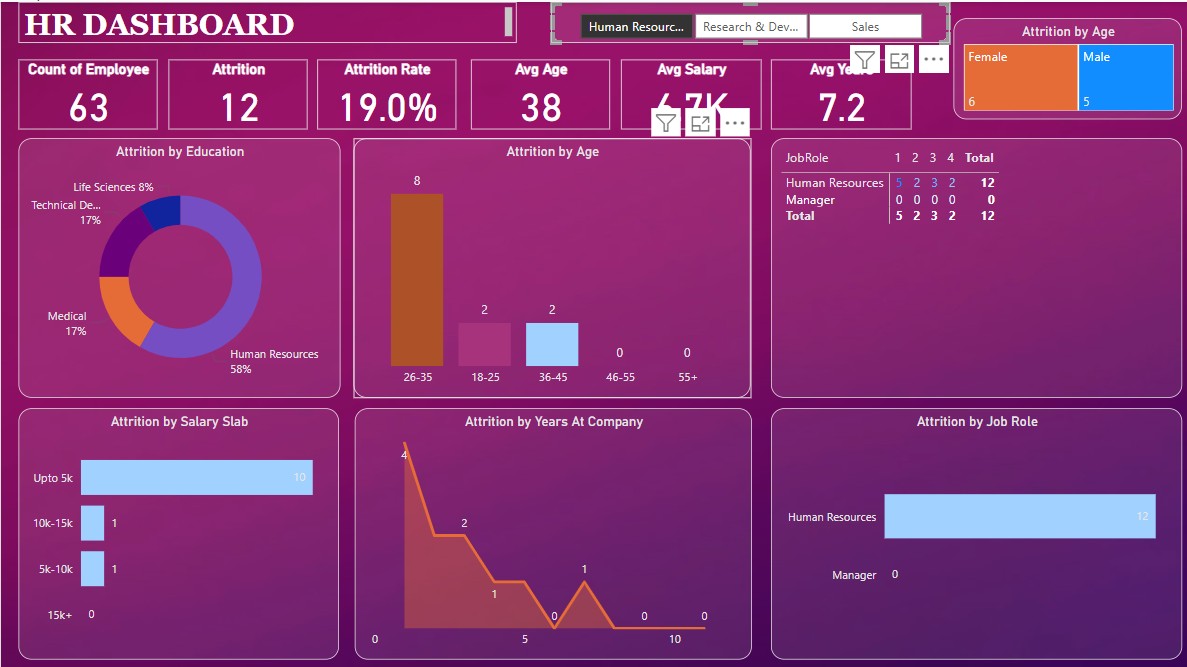 HR DASHBOARD
Human Resourc...
Research & Dev...
Sales
Attrition by Age
Female
6
Male
5
Count of Employee
63
Attrition
12
Attrition Rate
19.0%
Avg Age
38
Avg Salary
Avg Years
7.2
Attrition by Education
Life Sciences 8%
Technical De...
17%
Medical
17%
Human Resources
58%
Attrition by Age
8
2
2
0
0
26-35
18-25
36-45
46-55
55+
JobRole 1 2 3 4 Total
Human Resources 5 2 3 2 12
Manager 0 0 0 0 0
Total 5 2 3 2 12
Attrition by Salary Slab
Upto 5k 10
10k-15k 1
5k-10k 1
15k+ 0
Attrition by Years At Company
4
2
1
0
1
0
0
0 5 10
Attrition by Job Role
Human Resources 12
Manager 0